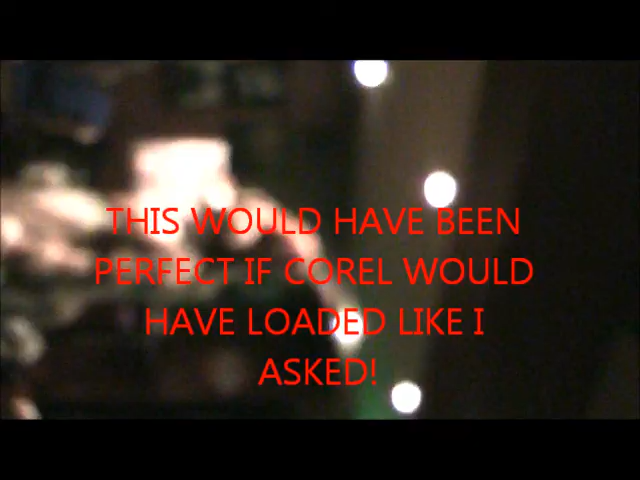 THIS WOULD HAVE BEEN
PERFECT IF COREL WOULD
HAVE LOADED LIKE I
ASKED!